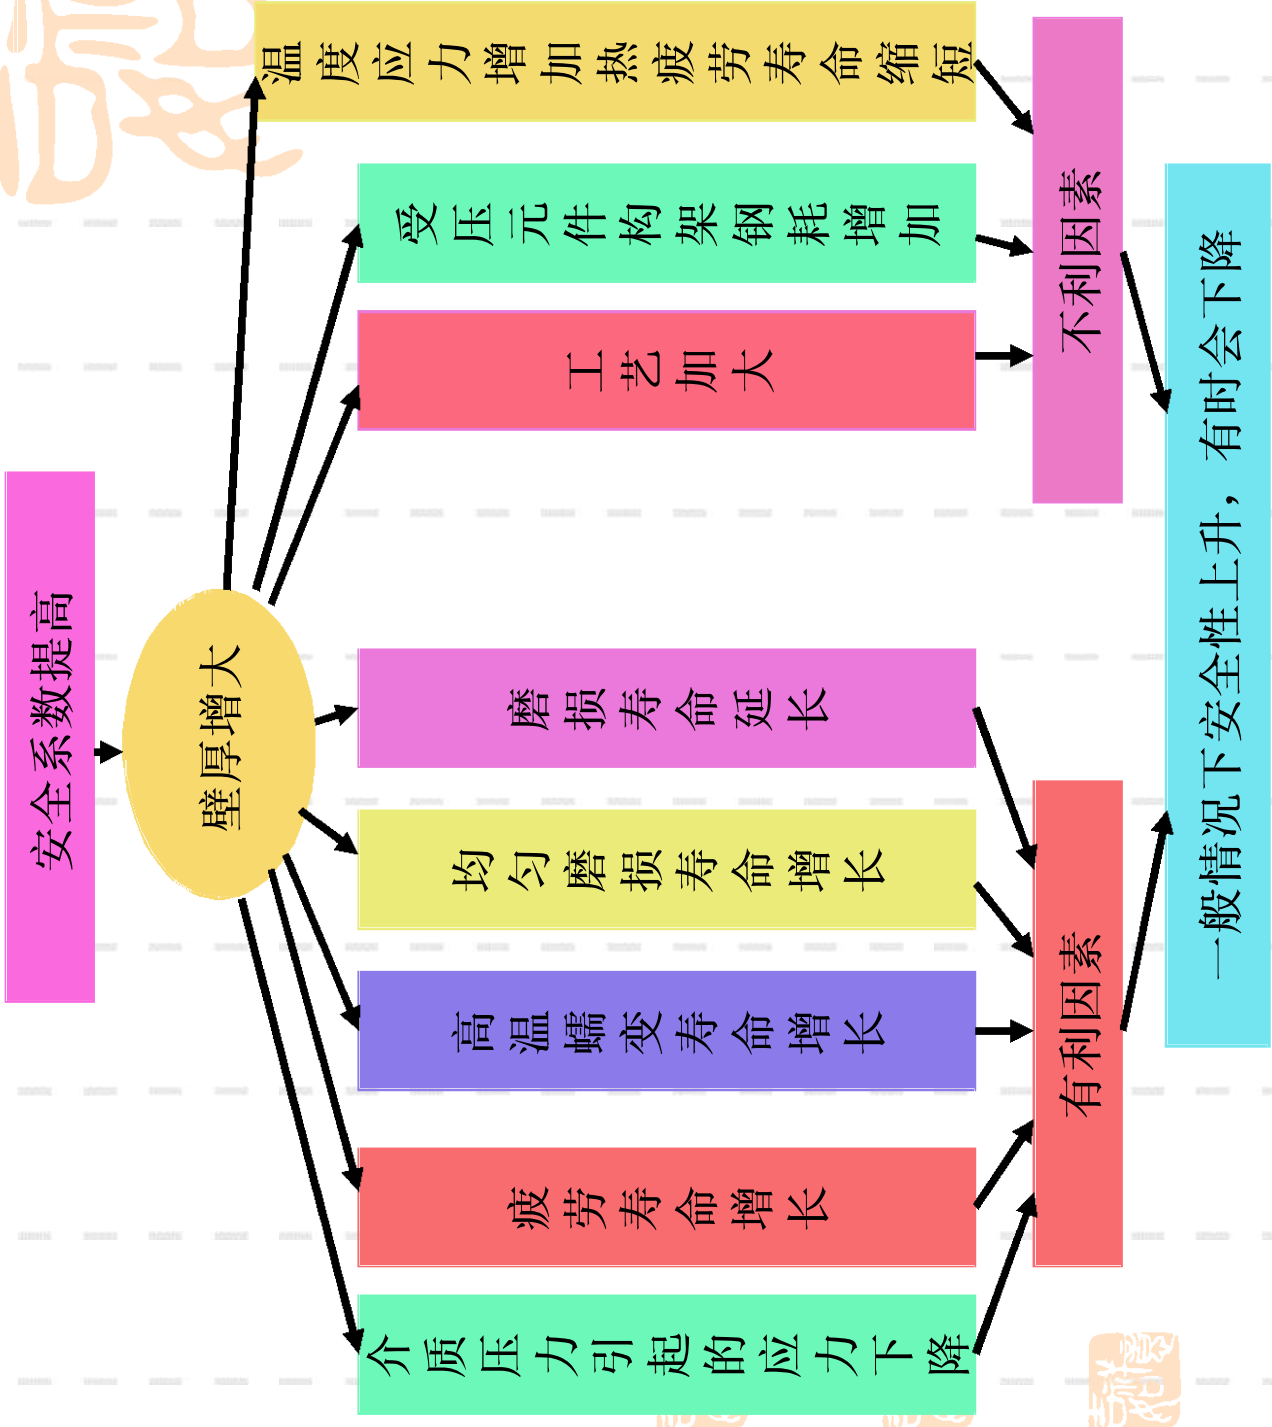 安全系数提高
壁厚增大
介质压力引起的应力下降
疲劳寿命增长
高温蠕变寿命增长
均匀磨损寿命增长
磨损寿命延长
工艺加大
受压元件构架钢耗增加
温度应力增加热疲劳寿命缩短
有利因素
不利因素
一般情况下安全性上升，有时会下降